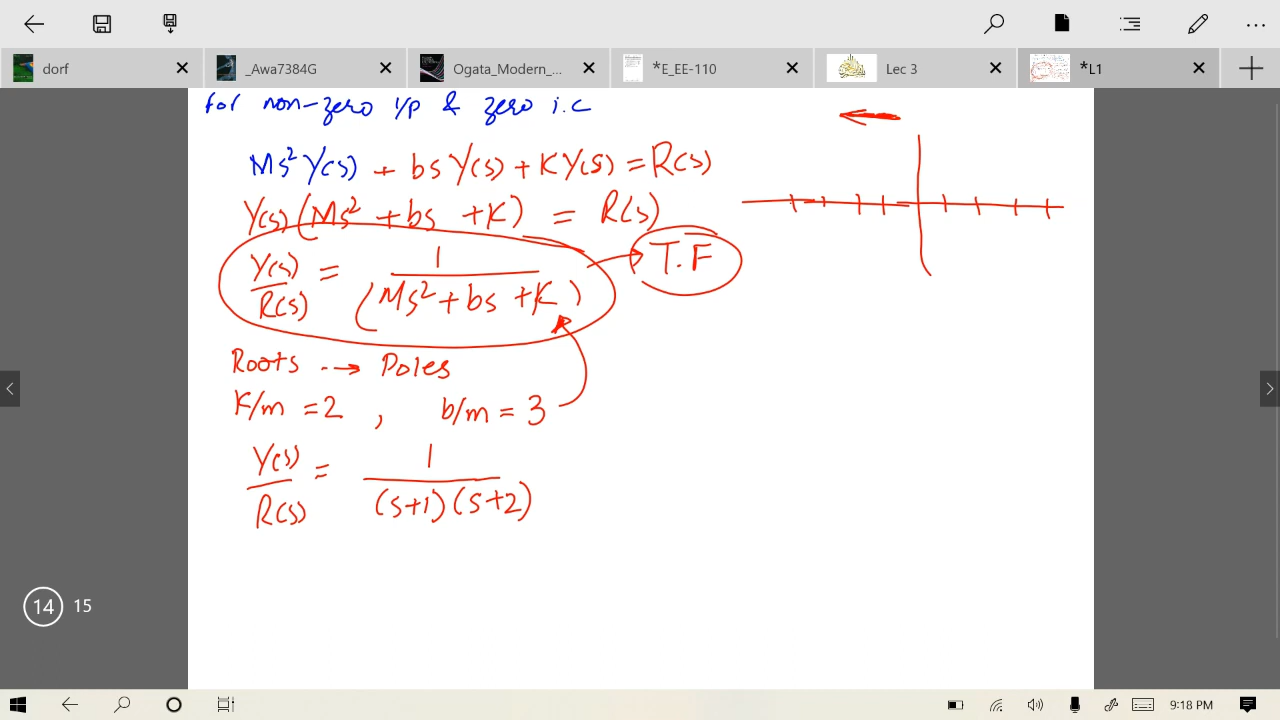 dorf _Awa7384G Ogata_Modern_... *E_EE-110 Lec 3 *L1
for non-zero i/p & zero i.c
Ms² Y(s) + bs Y(s) + K Y(s) = R(s)
Y(s) (Ms² + bs + K) = R(s)
Y(s)/R(s) = 1/(Ms² + bs + K) → T.F
Roots --→ Poles
K/m = 2 , b/m = 3
Y(s)/R(s) = 1/(s+1)(s+2)
14 15
9:18 PM